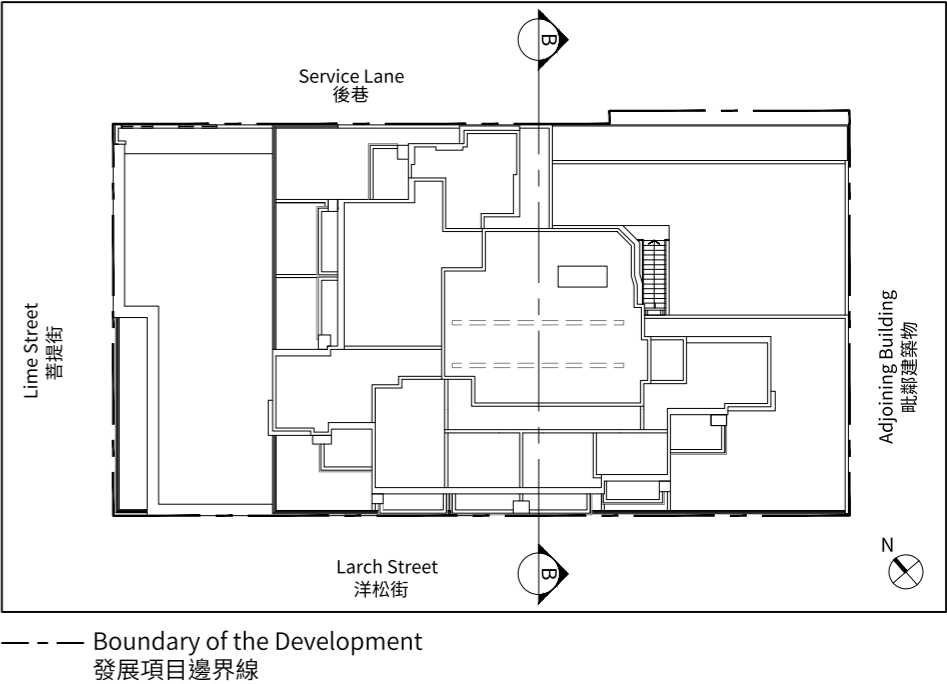 B
Service Lane
後巷
Lime Street
菩提街
Adjoining Building
毗鄰建築物
Larch Street
洋松街
B
N
Boundary of the Development
發展項目邊界線